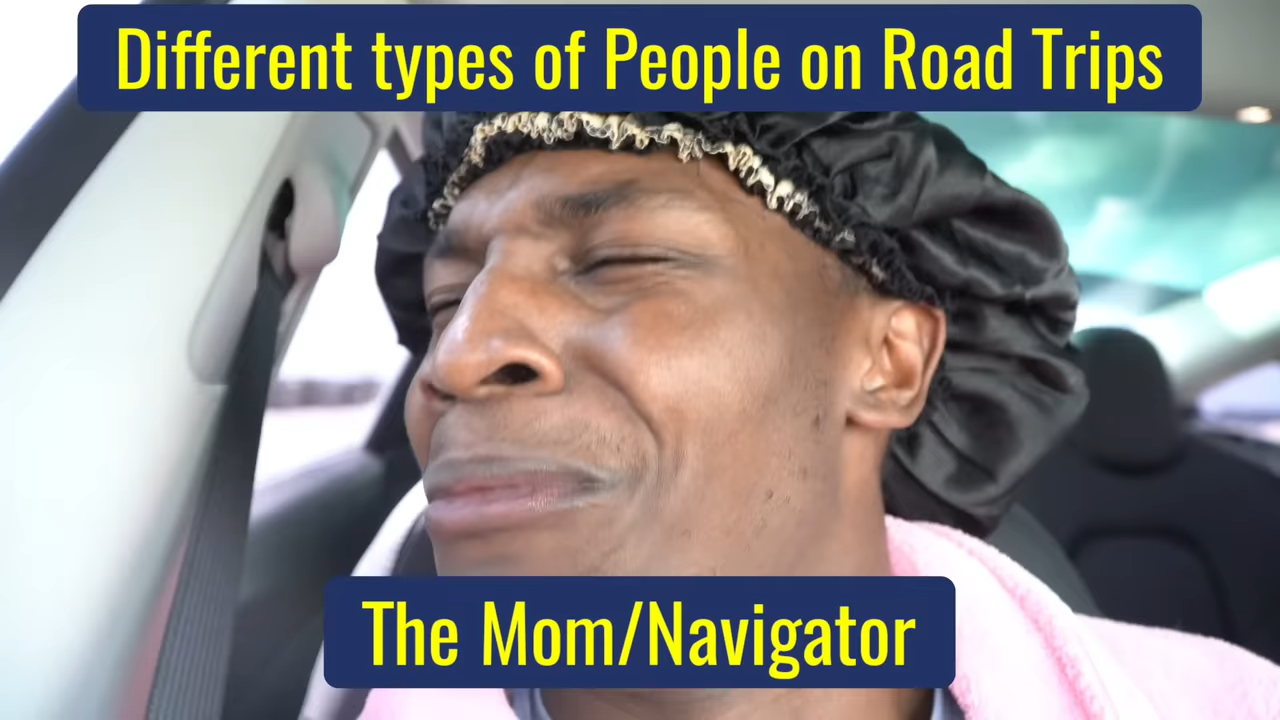 Different types of People on Road Trips
The Mom/Navigator